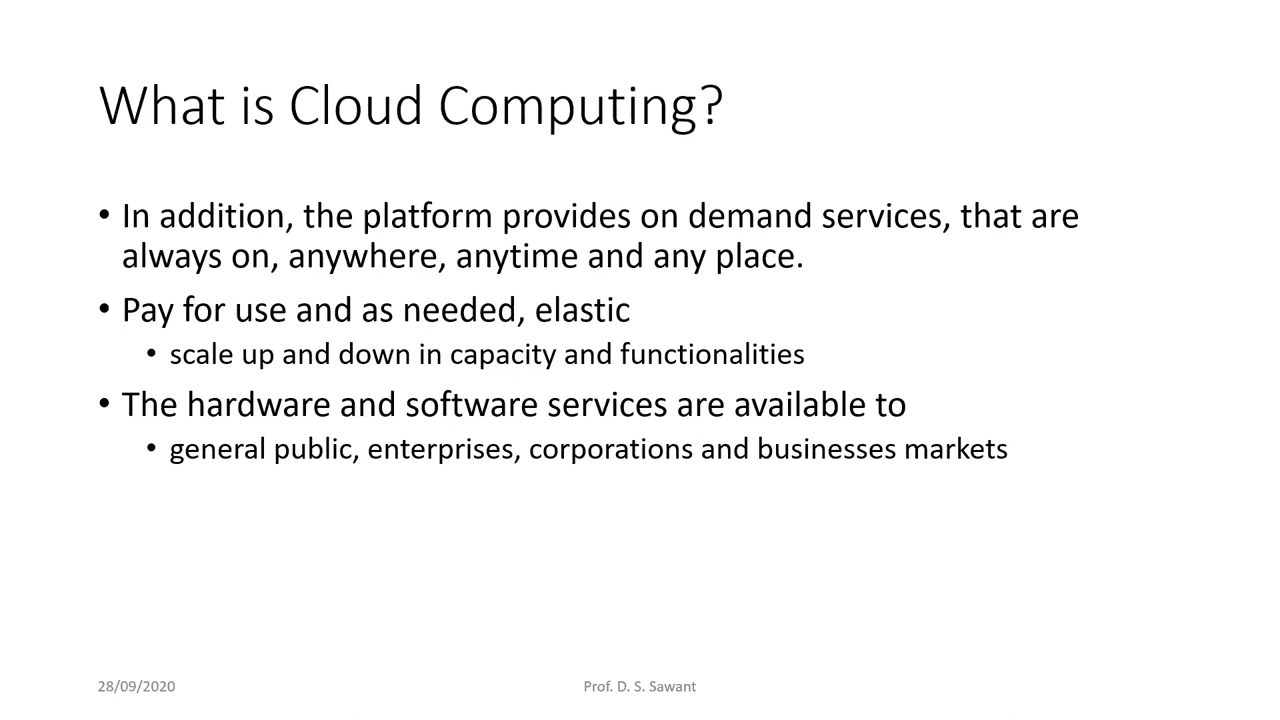 What is Cloud Computing?
• In addition, the platform provides on demand services, that are
always on, anywhere, anytime and any place.
• Pay for use and as needed, elastic
• scale up and down in capacity and functionalities
• The hardware and software services are available to
• general public, enterprises, corporations and businesses markets
28/09/2020
Prof. D. S. Sawant